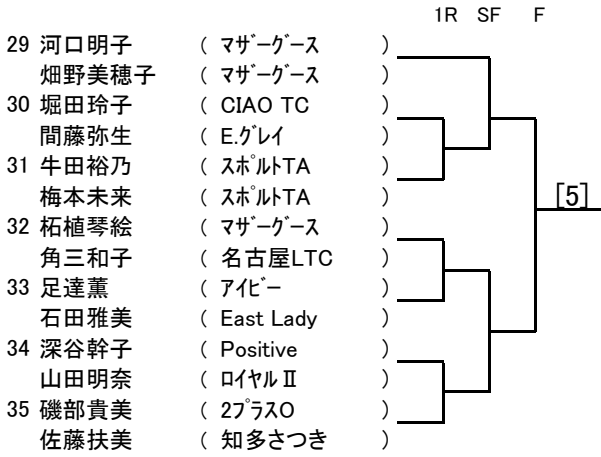 1R SF F
29 河口明子 ( マザーグース )
畑野美穂子 ( マザーグース )
30 堀田玲子 ( CIAO TC )
間藤弥生 ( E.グレイ )
31 牛田裕乃 ( スポルトTA )
梅本未来 ( スポルトTA )
[5]
32 柘植琴絵 ( マザーグース )
角三和子 ( 名古屋LTC )
33 足達薫 ( アイビー )
石田雅美 ( East Lady )
34 深谷幹子 ( Positive )
山田明奈 ( ロイヤルⅡ )
35 磯部貴美 ( 2プラスO )
佐藤扶美 ( 知多さつき )